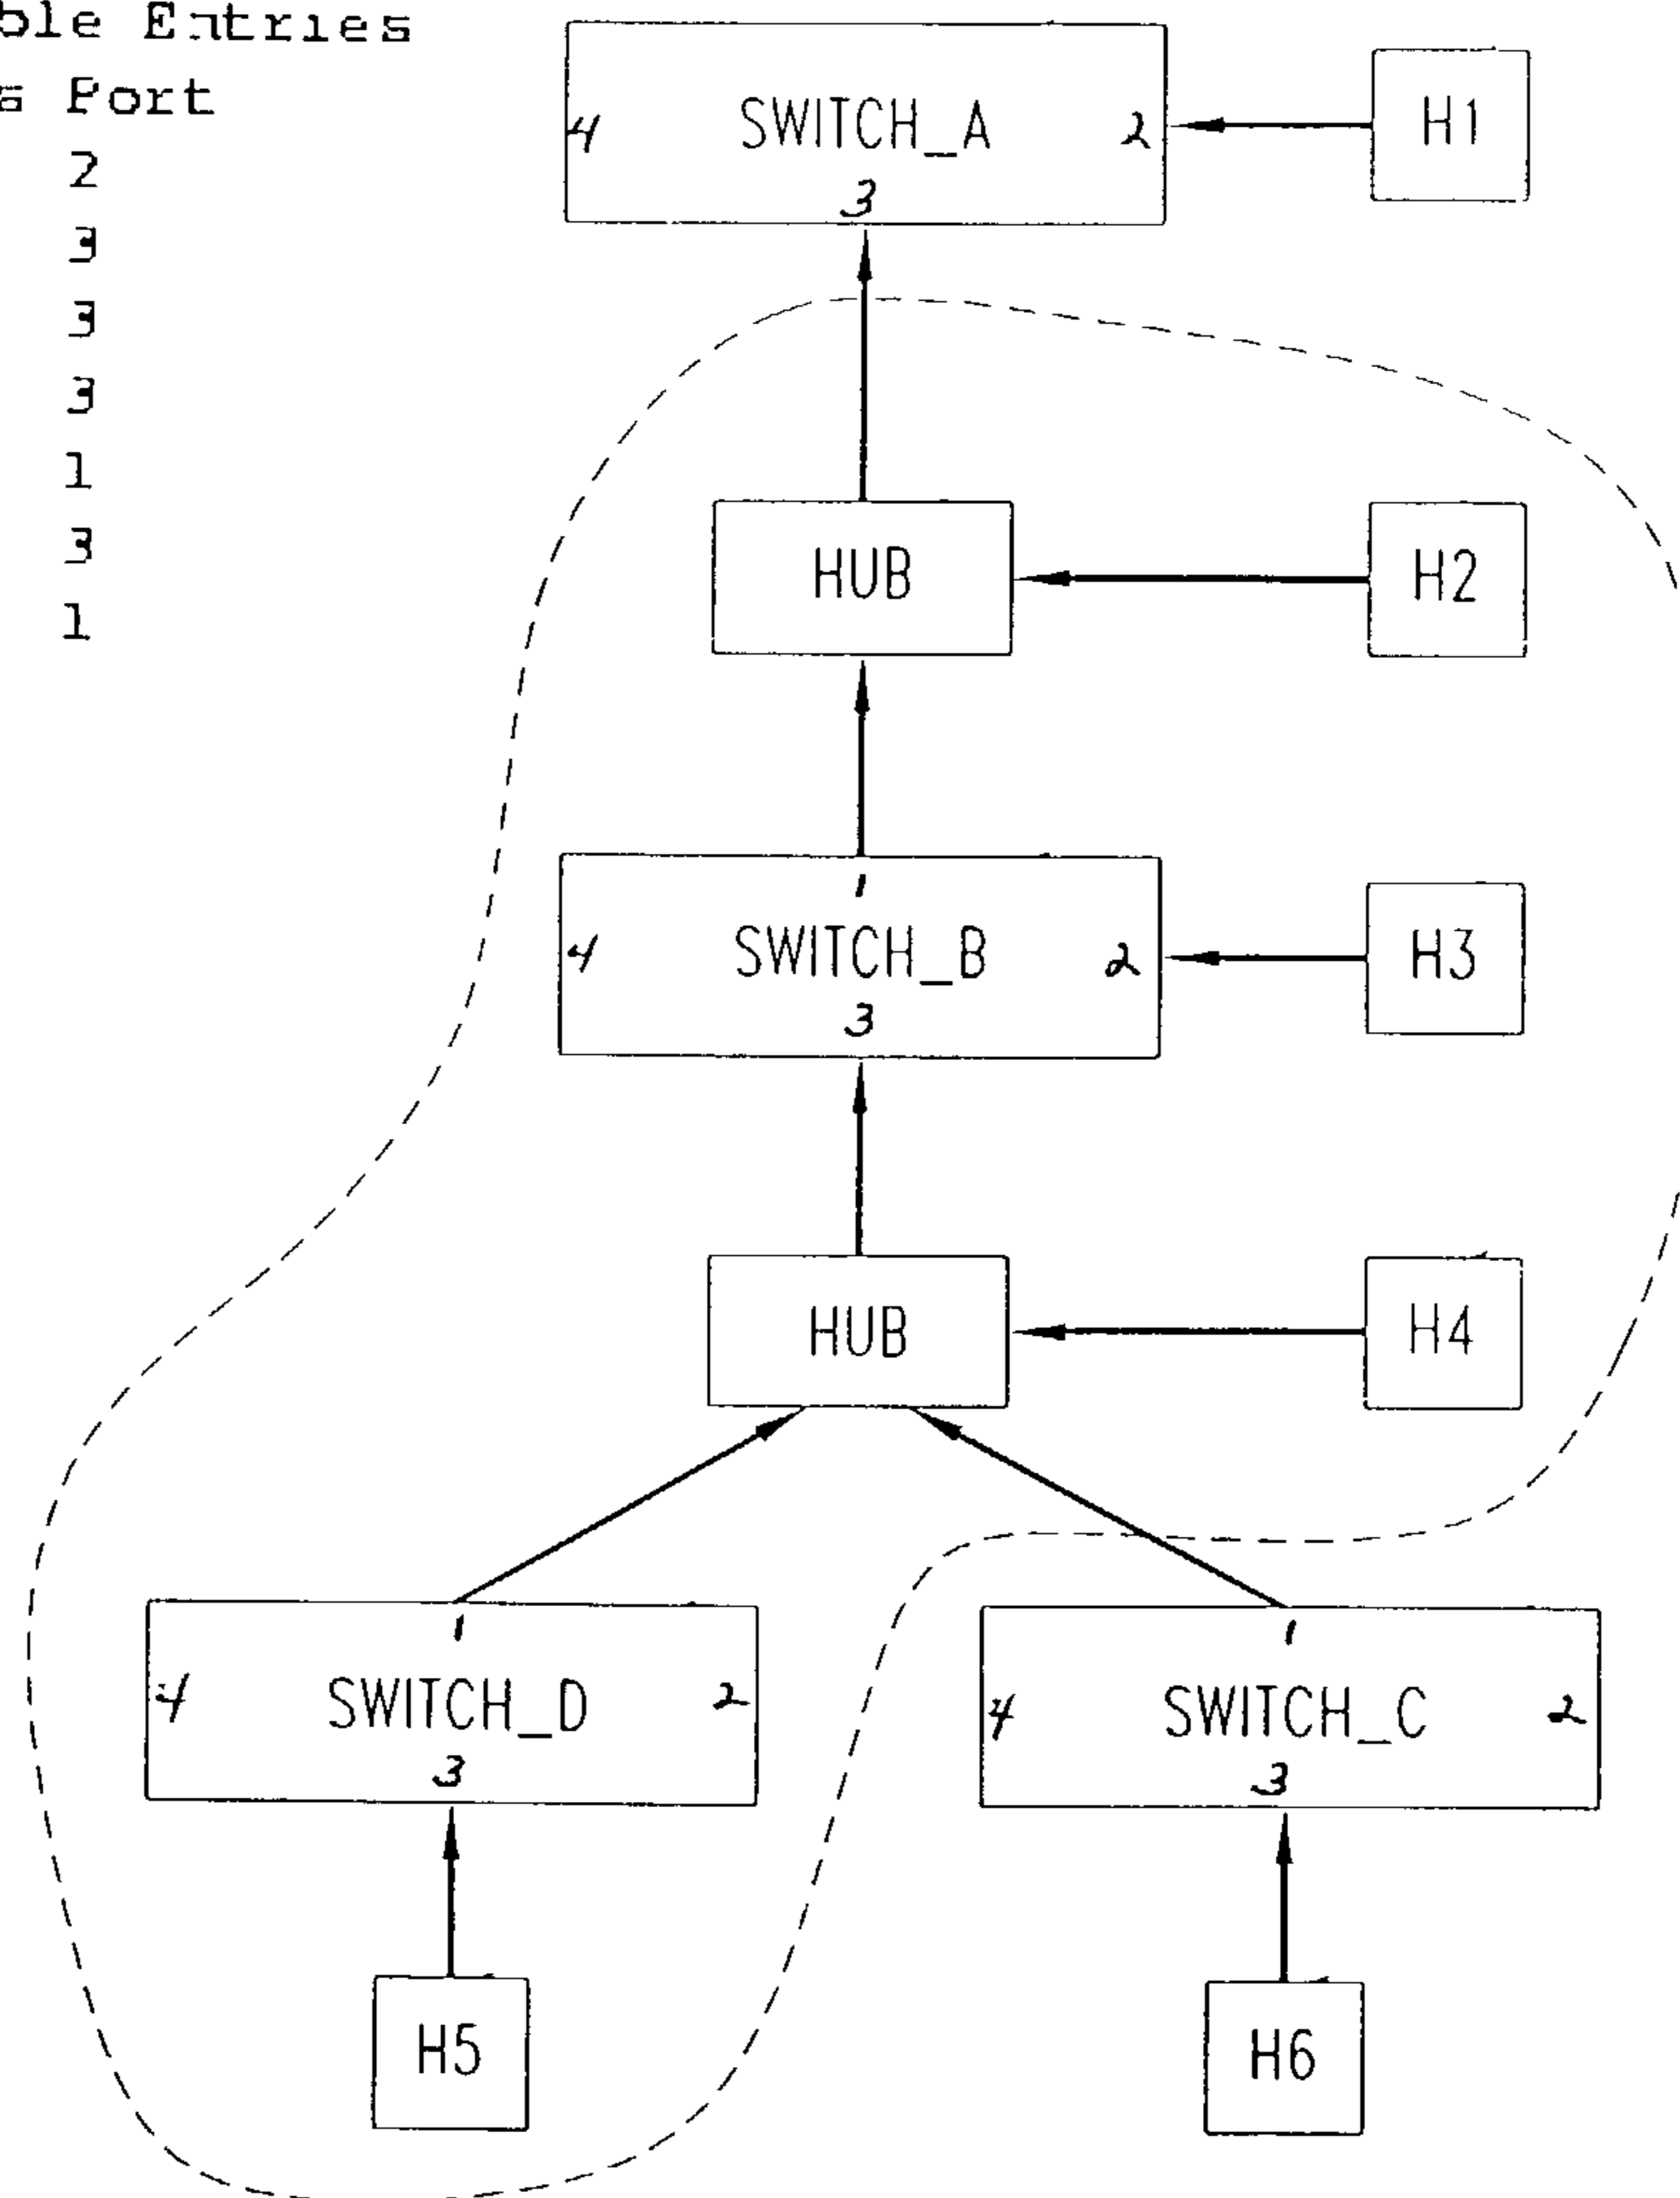 ble Entries
s Port
2
3
3
3
1
3
1
4 SWITCH_A 2
3
H1
HUB
H2
1
4 SWITCH_B 2
3
H3
HUB
H4
1
4 SWITCH_D 2
3
1
4 SWITCH_C 2
3
H5
H6